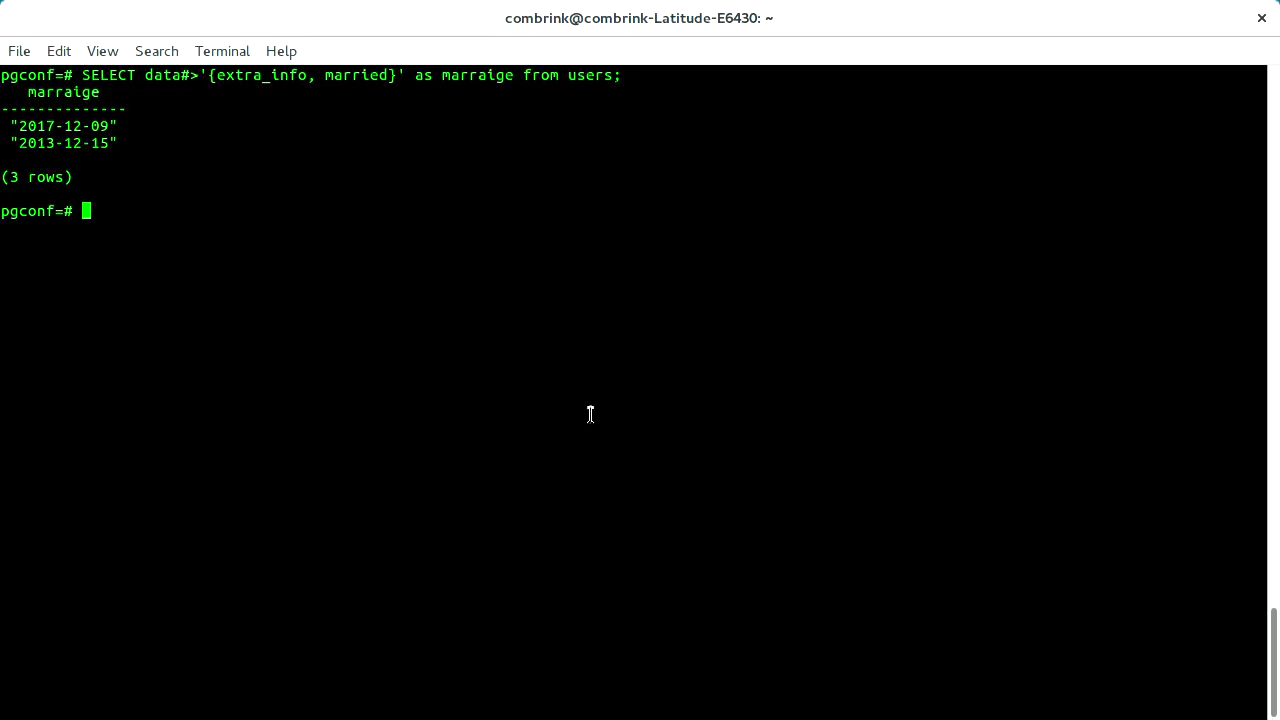 combrink@combrink-Latitude-E6430: ~
File Edit View Search Terminal Help
pgconf=# SELECT data#>'{extra_info, married}' as marraige from users;
marraige
--------------
"2017-12-09"
"2013-12-15"
(3 rows)
pgconf=#